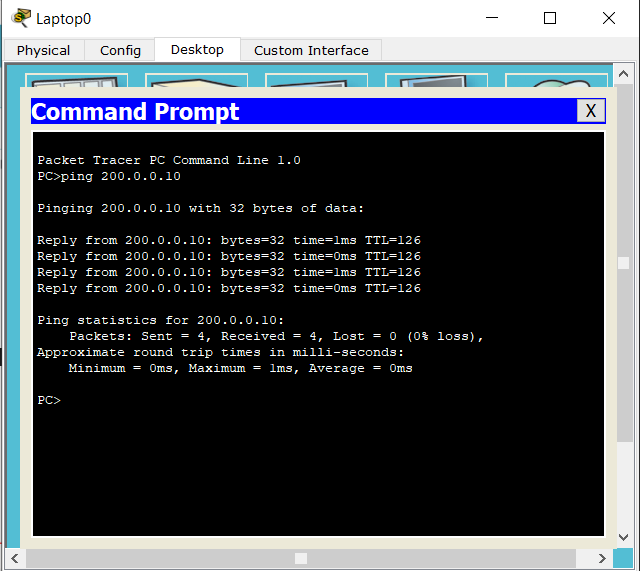 Laptop0
Physical Config Desktop Custom Interface
Command Prompt X
Packet Tracer PC Command Line 1.0
PC>ping 200.0.0.10
Pinging 200.0.0.10 with 32 bytes of data:
Reply from 200.0.0.10: bytes=32 time=1ms TTL=126
Reply from 200.0.0.10: bytes=32 time=0ms TTL=126
Reply from 200.0.0.10: bytes=32 time=1ms TTL=126
Reply from 200.0.0.10: bytes=32 time=0ms TTL=126
Ping statistics for 200.0.0.10:
    Packets: Sent = 4, Received = 4, Lost = 0 (0% loss),
Approximate round trip times in milli-seconds:
    Minimum = 0ms, Maximum = 1ms, Average = 0ms
PC>